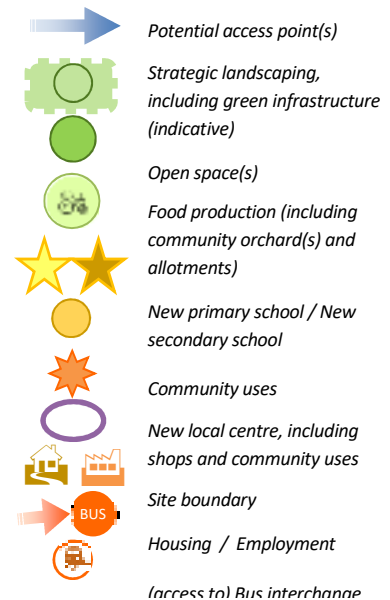 Potential access point(s)
Strategic landscaping,
including green infrastructure
(indicative)
Open space(s)
Food production (including
community orchard(s) and
allotments)
New primary school / New
secondary school
Community uses
New local centre, including
shops and community uses
Site boundary
BUS
Housing / Employment
(access to) Bus interchange